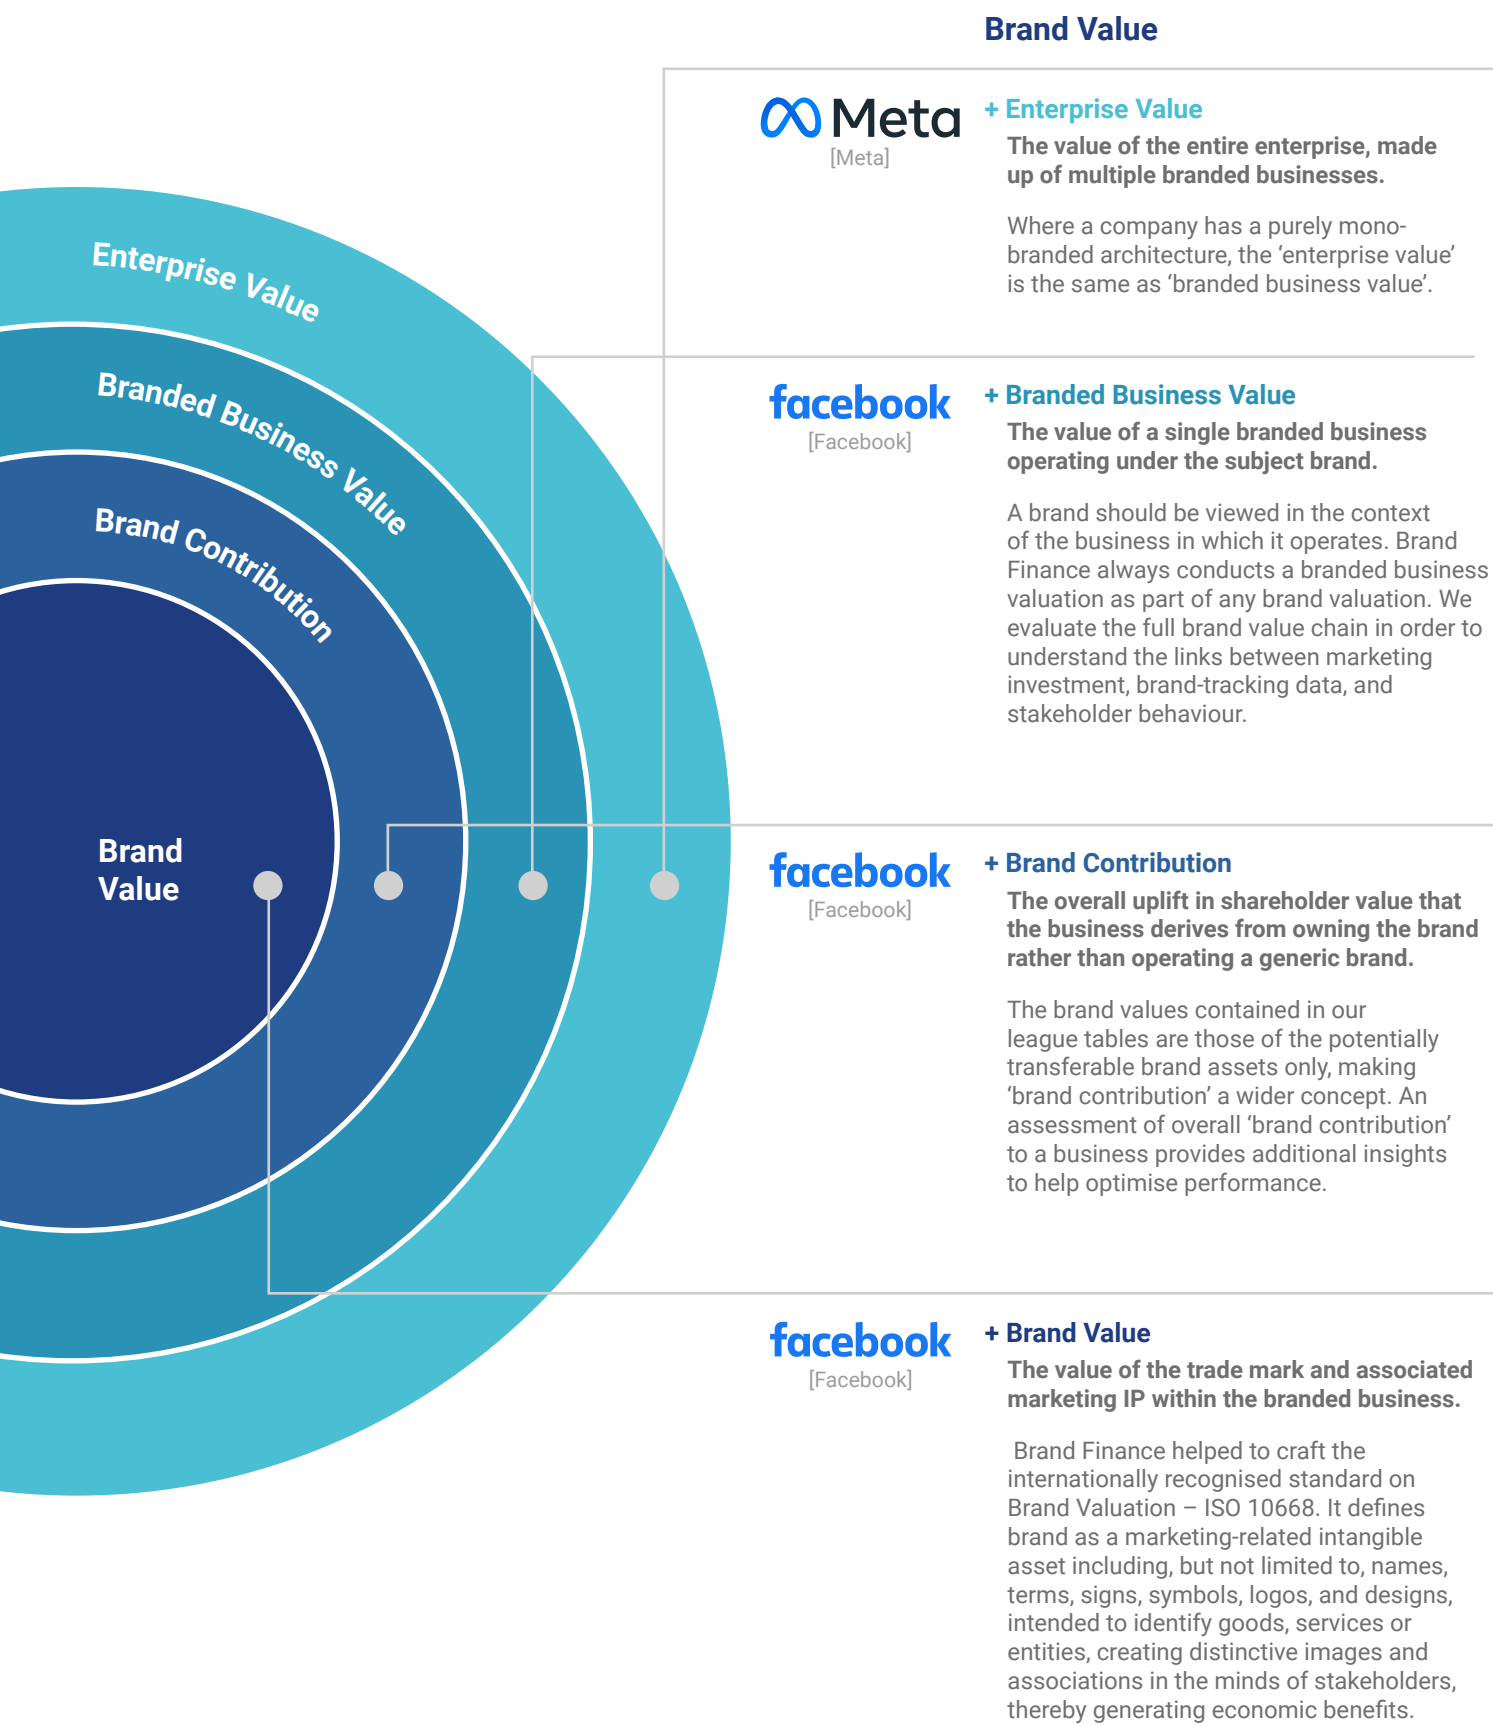 Brand Value
Meta
[Meta]
+ Enterprise Value
The value of the entire enterprise, made
up of multiple branded businesses.
Where a company has a purely mono-
branded architecture, the ‘enterprise value’
is the same as ‘branded business value’.
facebook
[Facebook]
+ Branded Business Value
The value of a single branded business
operating under the subject brand.
A brand should be viewed in the context
of the business in which it operates. Brand
Finance always conducts a branded business
valuation as part of any brand valuation. We
evaluate the full brand value chain in order to
understand the links between marketing
investment, brand-tracking data, and
stakeholder behaviour.
facebook
[Facebook]
+ Brand Contribution
The overall uplift in shareholder value that
the business derives from owning the brand
rather than operating a generic brand.
The brand values contained in our
league tables are those of the potentially
transferable brand assets only, making
‘brand contribution’ a wider concept. An
assessment of overall ‘brand contribution’
to a business provides additional insights
to help optimise performance.
facebook
[Facebook]
+ Brand Value
The value of the trade mark and associated
marketing IP within the branded business.
Brand Finance helped to craft the
internationally recognised standard on
Brand Valuation – ISO 10668. It defines
brand as a marketing-related intangible
asset including, but not limited to, names,
terms, signs, symbols, logos, and designs,
intended to identify goods, services or
entities, creating distinctive images and
associations in the minds of stakeholders,
thereby generating economic benefits.
Enterprise Value
Branded Business Value
Brand Contribution
Brand
Value